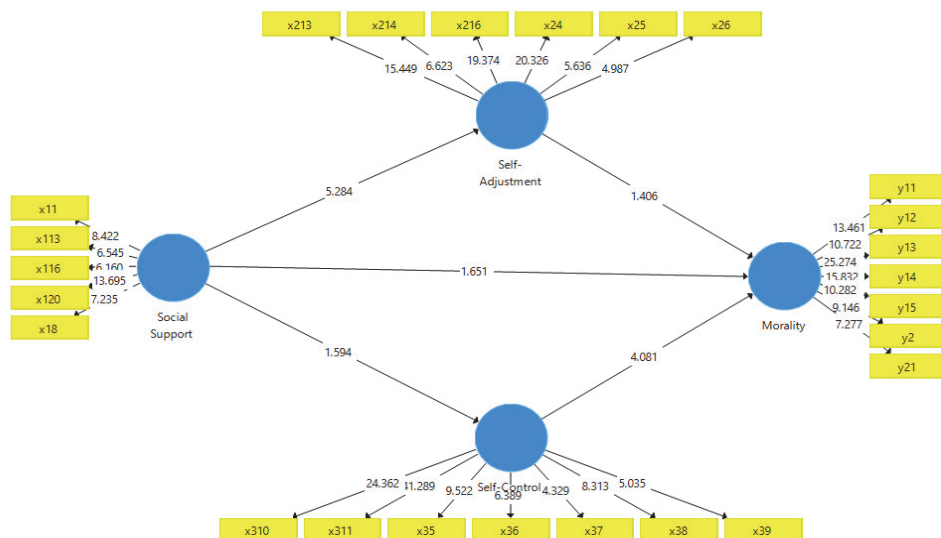 x213 x214 x216 x24 x25 x26
15.449 6.623 19.374 20.326 5.636 4.987
Self-
Adjustment
5.284
1.406
x11
x113
x116
x120
x18
8.422
6.545
6.160
13.695
7.235
Social
Support
1.651
y11
y12
y13
y14
y15
y2
y21
13.461
10.722
25.274
15.832
10.282
9.146
7.277
Morality
1.594
4.081
Self-Control
24.362 41.289 9.522 6.389 4.329 8.313 5.035
x310 x311 x35 x36 x37 x38 x39